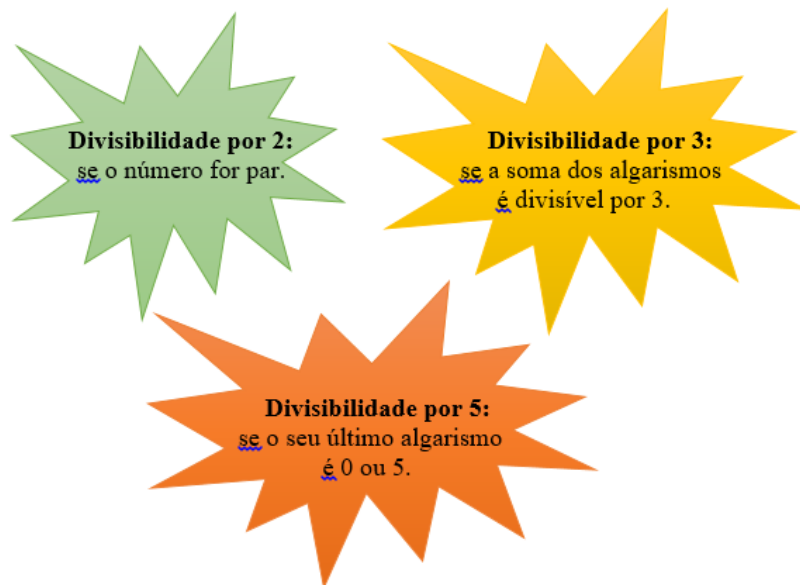 Divisibilidade por 2:
se o número for par.
Divisibilidade por 3:
se a soma dos algarismos
é divisível por 3.
Divisibilidade por 5:
se o seu último algarismo
é 0 ou 5.